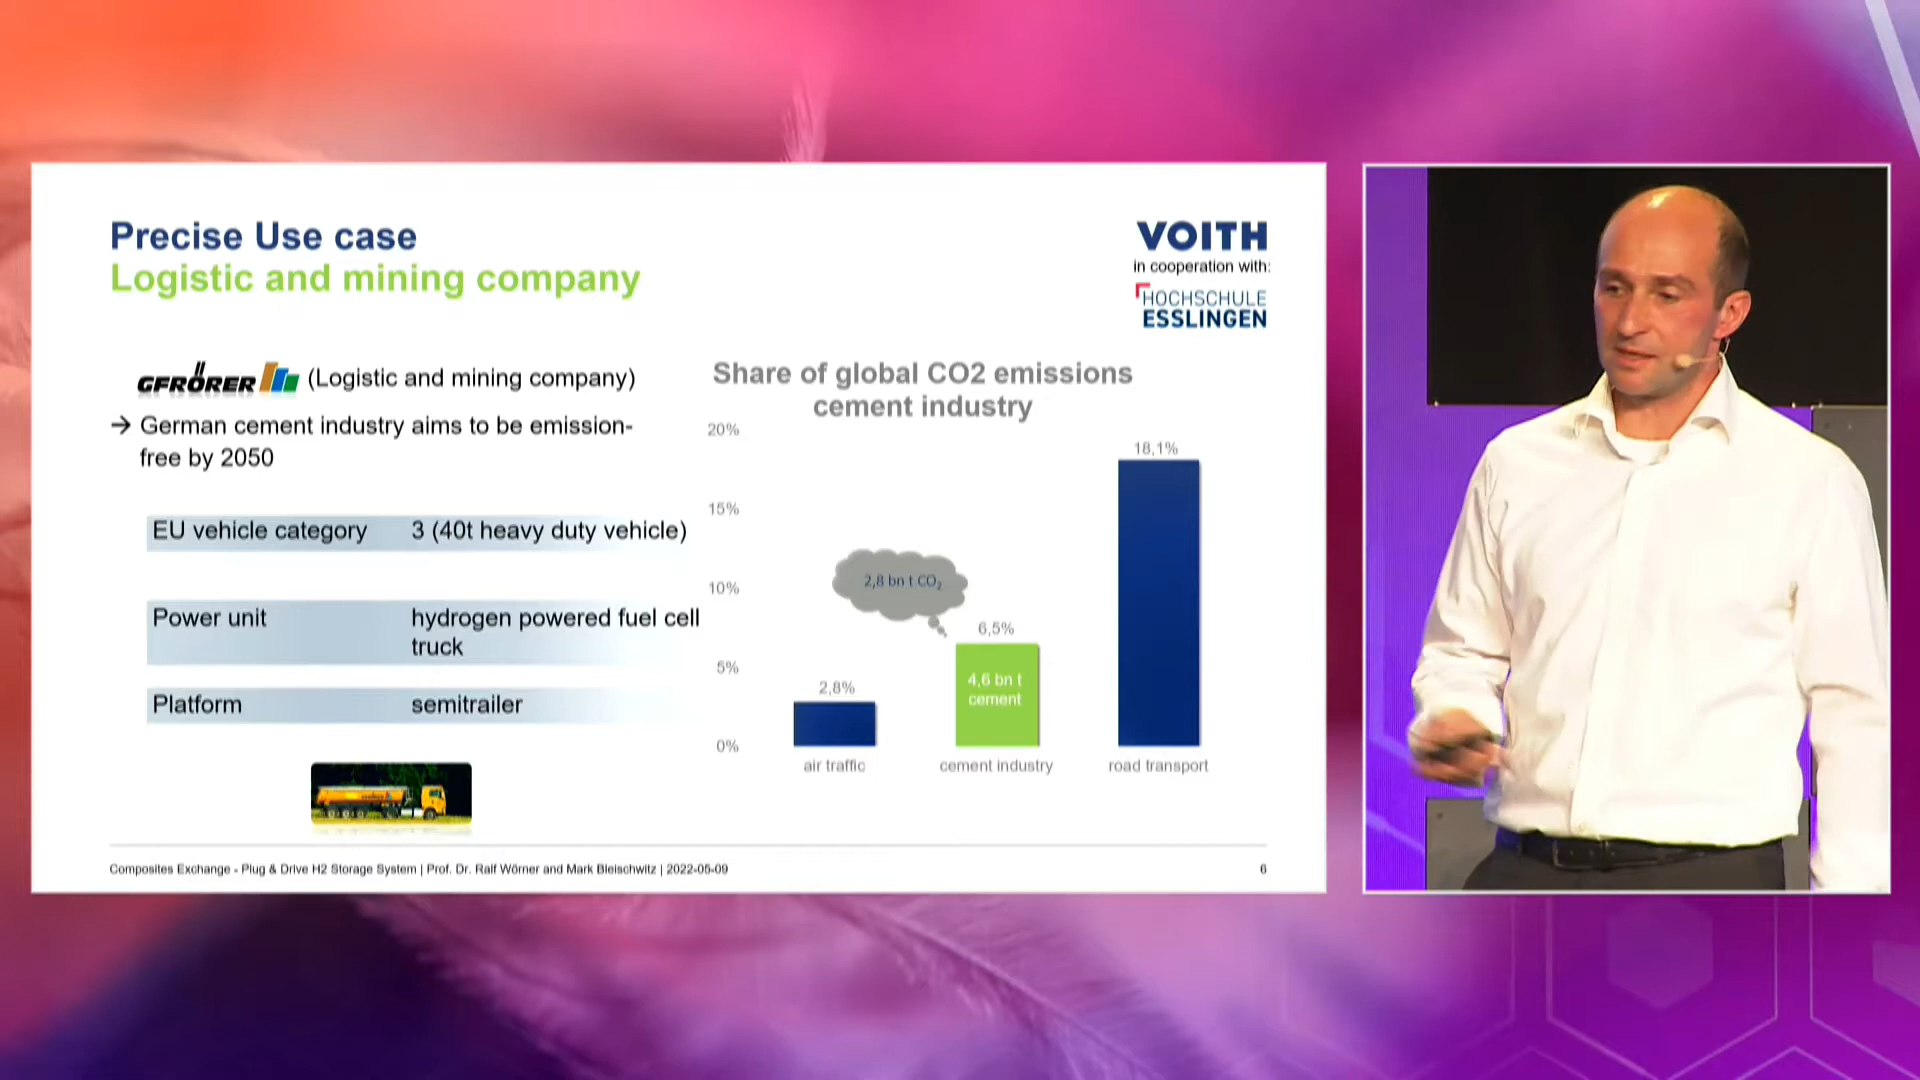 Precise Use case
Logistic and mining company
VOITH
in cooperation with:
HOCHSCHULE
ESSLINGEN
GFRÖRER (Logistic and mining company)
→ German cement industry aims to be emission-
free by 2050
EU vehicle category 3 (40t heavy duty vehicle)
Power unit hydrogen powered fuel cell
truck
Platform semitrailer
Share of global CO2 emissions
cement industry
20%
15%
10%
5%
0%
2,8%
2,8 bn t CO₂
6,5%
4,6 bn t
cement
18,1%
air traffic
cement industry
road transport
Composites Exchange - Plug & Drive H2 Storage System | Prof. Dr. Ralf Wörner and Mark Bleischwitz | 2022-05-09
6